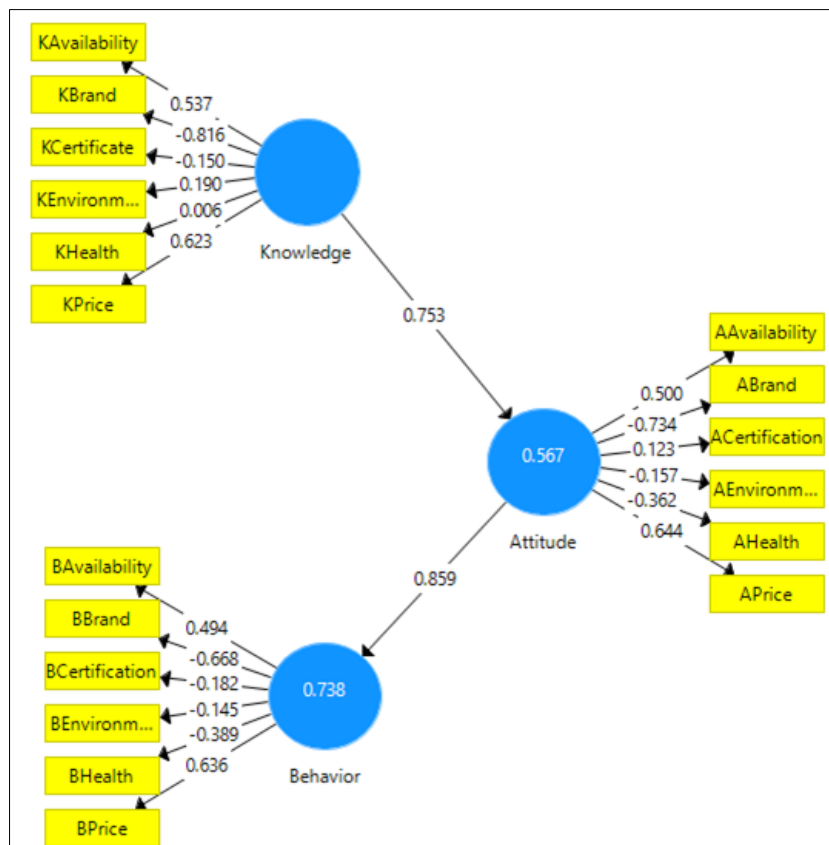 KAvailability
0.537
KBrand
-0.816
KCertificate
-0.150
KEnvironm...
0.190
0.006
KHealth
0.623
KPrice
Knowledge
0.753
AAvailability
0.500
ABrand
-0.734
ACertification
0.123
-0.157
AEnvironm...
-0.362
0.644
AHealth
APrice
0.567
Attitude
0.859
BAvailability
0.494
BBrand
-0.668
BCertification
-0.182
-0.145
BEnvironm...
-0.389
0.636
BHealth
BPrice
0.738
Behavior